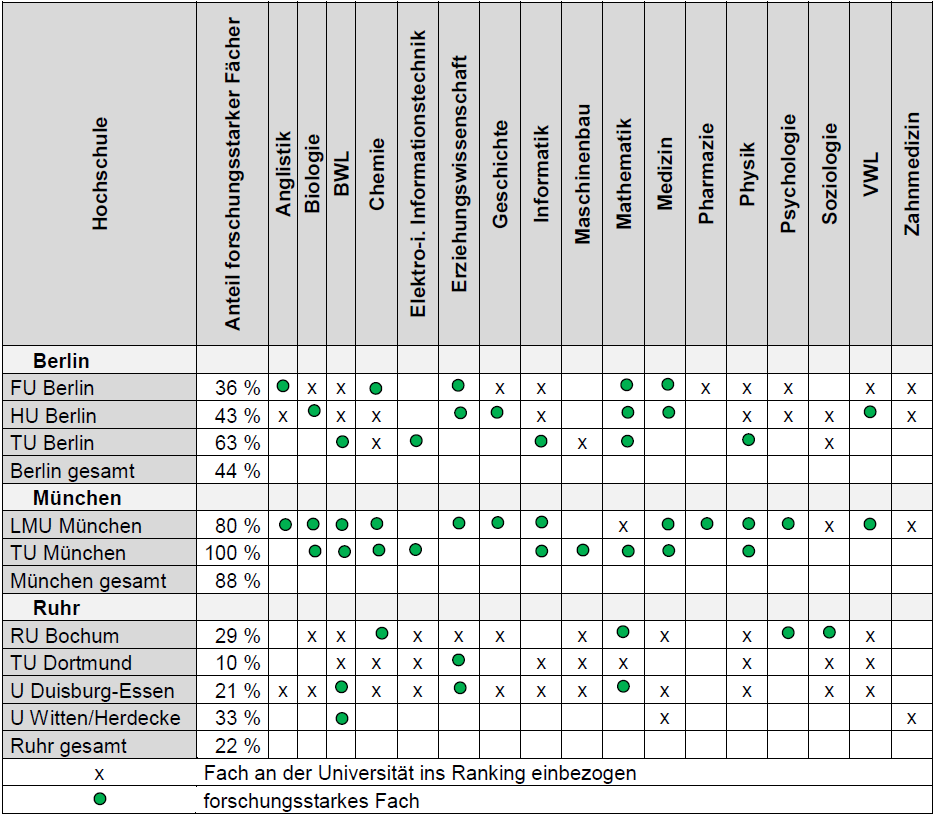 Hochschule Anteil forschungsstarker Fächer Anglistik Biologie BWL Chemie Elektro-i. Informationstechnik Erziehungswissenschaft Geschichte Informatik Maschinenbau Mathematik Medizin Pharmazie Physik Psychologie Soziologie VWL Zahnmedizin
Berlin
FU Berlin 36 % x x x x x x x x x
HU Berlin 43 % x x x x x x x x
TU Berlin 63 % x x x
Berlin gesamt 44 %
München
LMU München 80 % x x x
TU München 100 %
München gesamt 88 %
Ruhr
RU Bochum 29 % x x x x x x x x x
TU Dortmund 10 % x x x x x x x x x
U Duisburg-Essen 21 % x x x x x x x x x x x
U Witten/Herdecke 33 % x x
Ruhr gesamt 22 %
x Fach an der Universität ins Ranking einbezogen
forschungsstarkes Fach